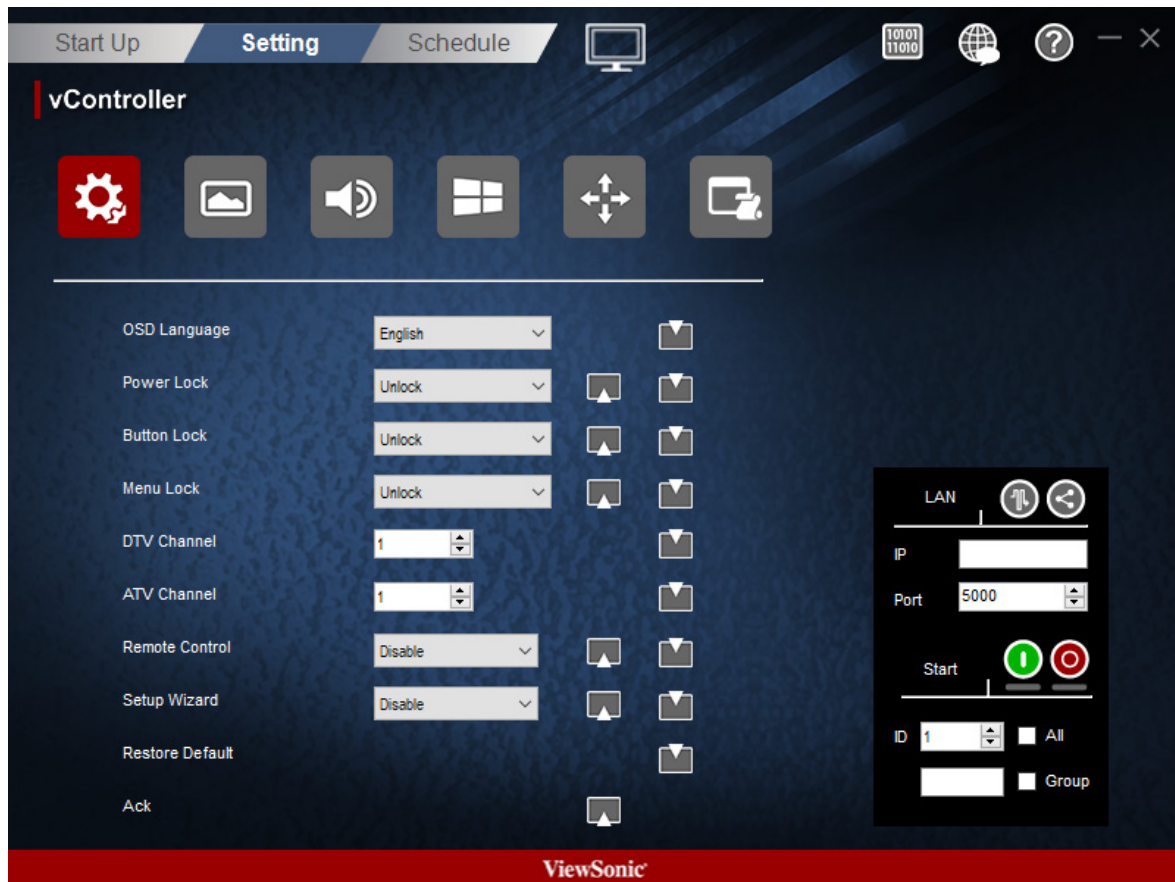 Start Up Setting Schedule
10101
11010
?
vController
OSD Language English
Power Lock Unlock
Button Lock Unlock
Menu Lock Unlock
DTV Channel 1
ATV Channel 1
Remote Control Disable
Setup Wizard Disable
Restore Default
Ack
LAN
IP
Port 5000
Start
ID 1 All
Group
ViewSonic